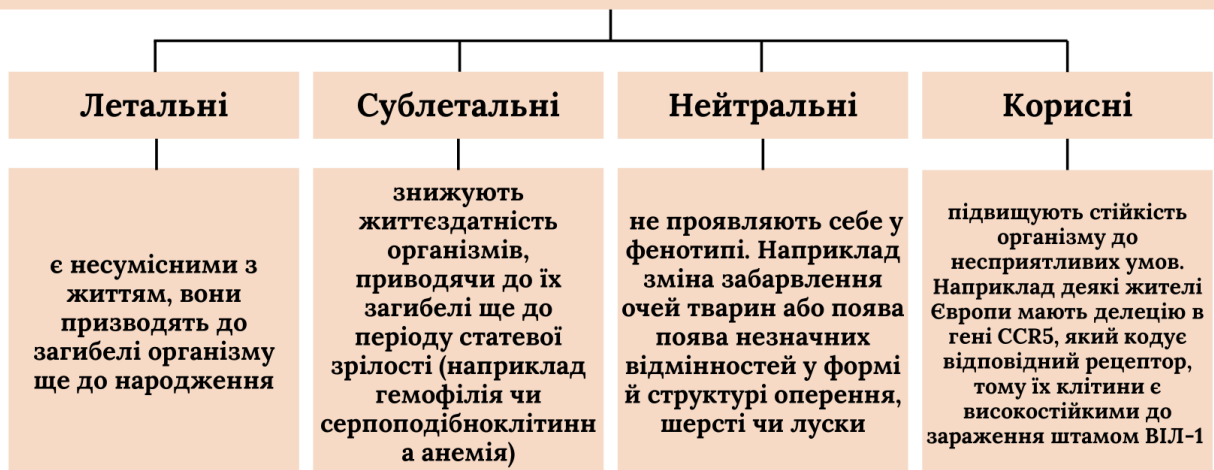 Летальні
є несумісними з
життям, вони
призводять до
загибелі організму
ще до народження
Сублетальні
знижують
життєздатність
організмів,
приводячи до їх
загибелі ще до
періоду статевої
зрілості (наприклад
гемофілія чи
серпоподібноклітинн
а анемія)
Нейтральні
не проявляють себе у
фенотипі. Наприклад
зміна забарвлення
очей тварин або поява
поява незначних
відмінностей у формі
й структурі оперення,
шерсті чи луски
Корисні
підвищують стійкість
організму до
несприятливих умов.
Наприклад деякі жителі
Європи мають делецію в
гені CCR5, який кодує
відповідний рецептор,
тому їх клітини є
високостійкими до
зараження штамом ВІЛ-1